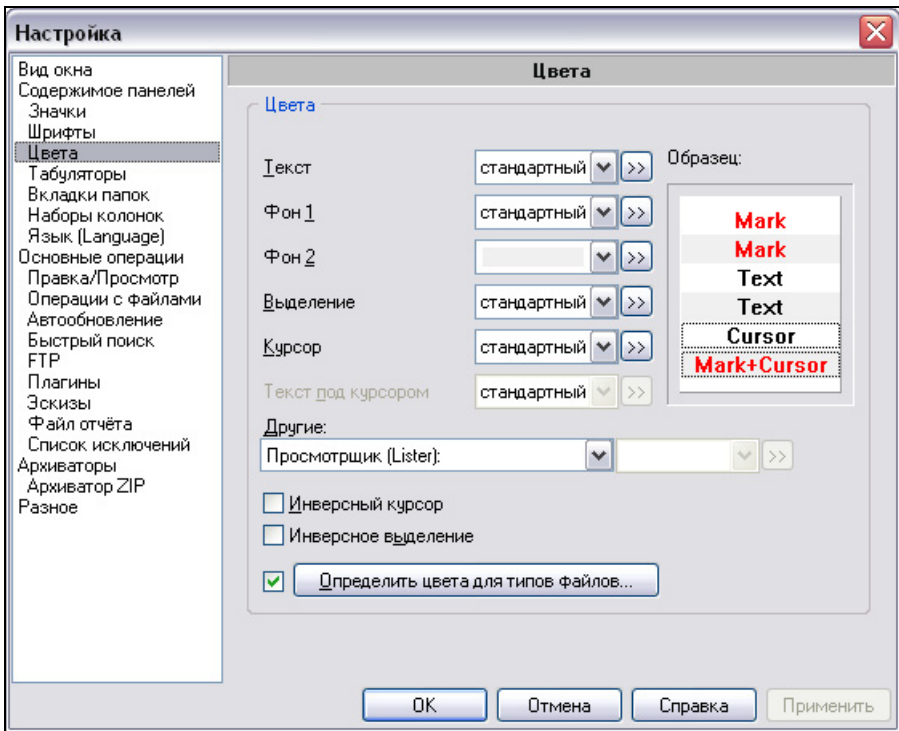 Настройка
Вид окна
Содержимое панелей
Значки
Шрифты
Цвета
Табуляторы
Вкладки папок
Наборы колонок
Язык (Language)
Основные операции
Правка/Просмотр
Операции с файлами
Автообновление
Быстрый поиск
FTP
Плагины
Эскизы
Файл отчёта
Список исключений
Архиваторы
Архиватор ZIP
Разное
Цвета
Цвета
Текст стандартный >>
Фон 1 стандартный >>
Фон 2 >>
Выделение стандартный >>
Курсор стандартный >>
Текст под курсором стандартный >>
Образец:
Mark
Mark
Text
Text
Cursor
Mark+Cursor
Другие:
Просмотрщик (Lister): >>
Инверсный курсор
Инверсное выделение
Определить цвета для типов файлов...
OK Отмена Справка Применить